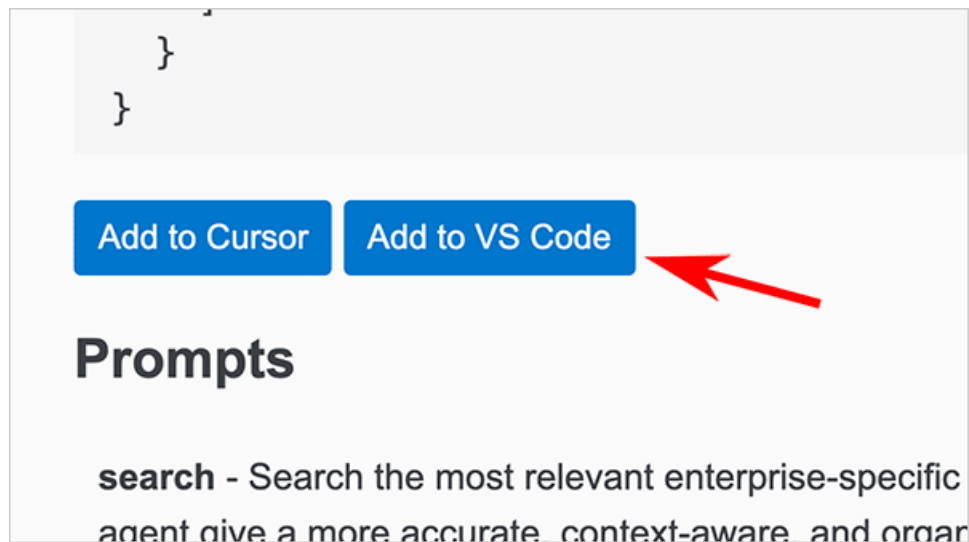 }
}
Add to Cursor
Add to VS Code
Prompts
search - Search the most relevant enterprise-specific
agent give a more accurate, context-aware, and organ